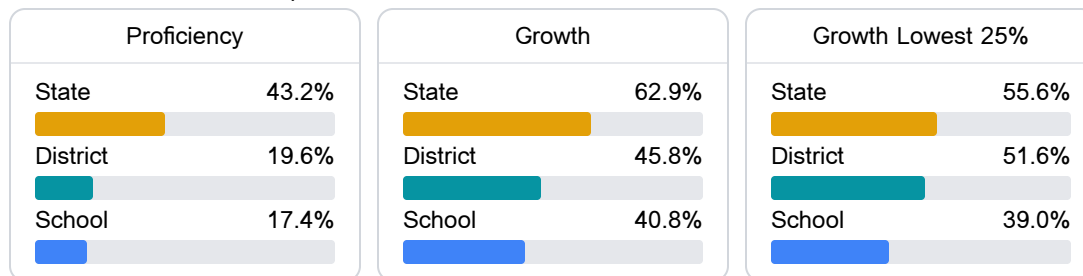 Proficiency
State 43.2%
District 19.6%
School 17.4%
Growth
State 62.9%
District 45.8%
School 40.8%
Growth Lowest 25%
State 55.6%
District 51.6%
School 39.0%